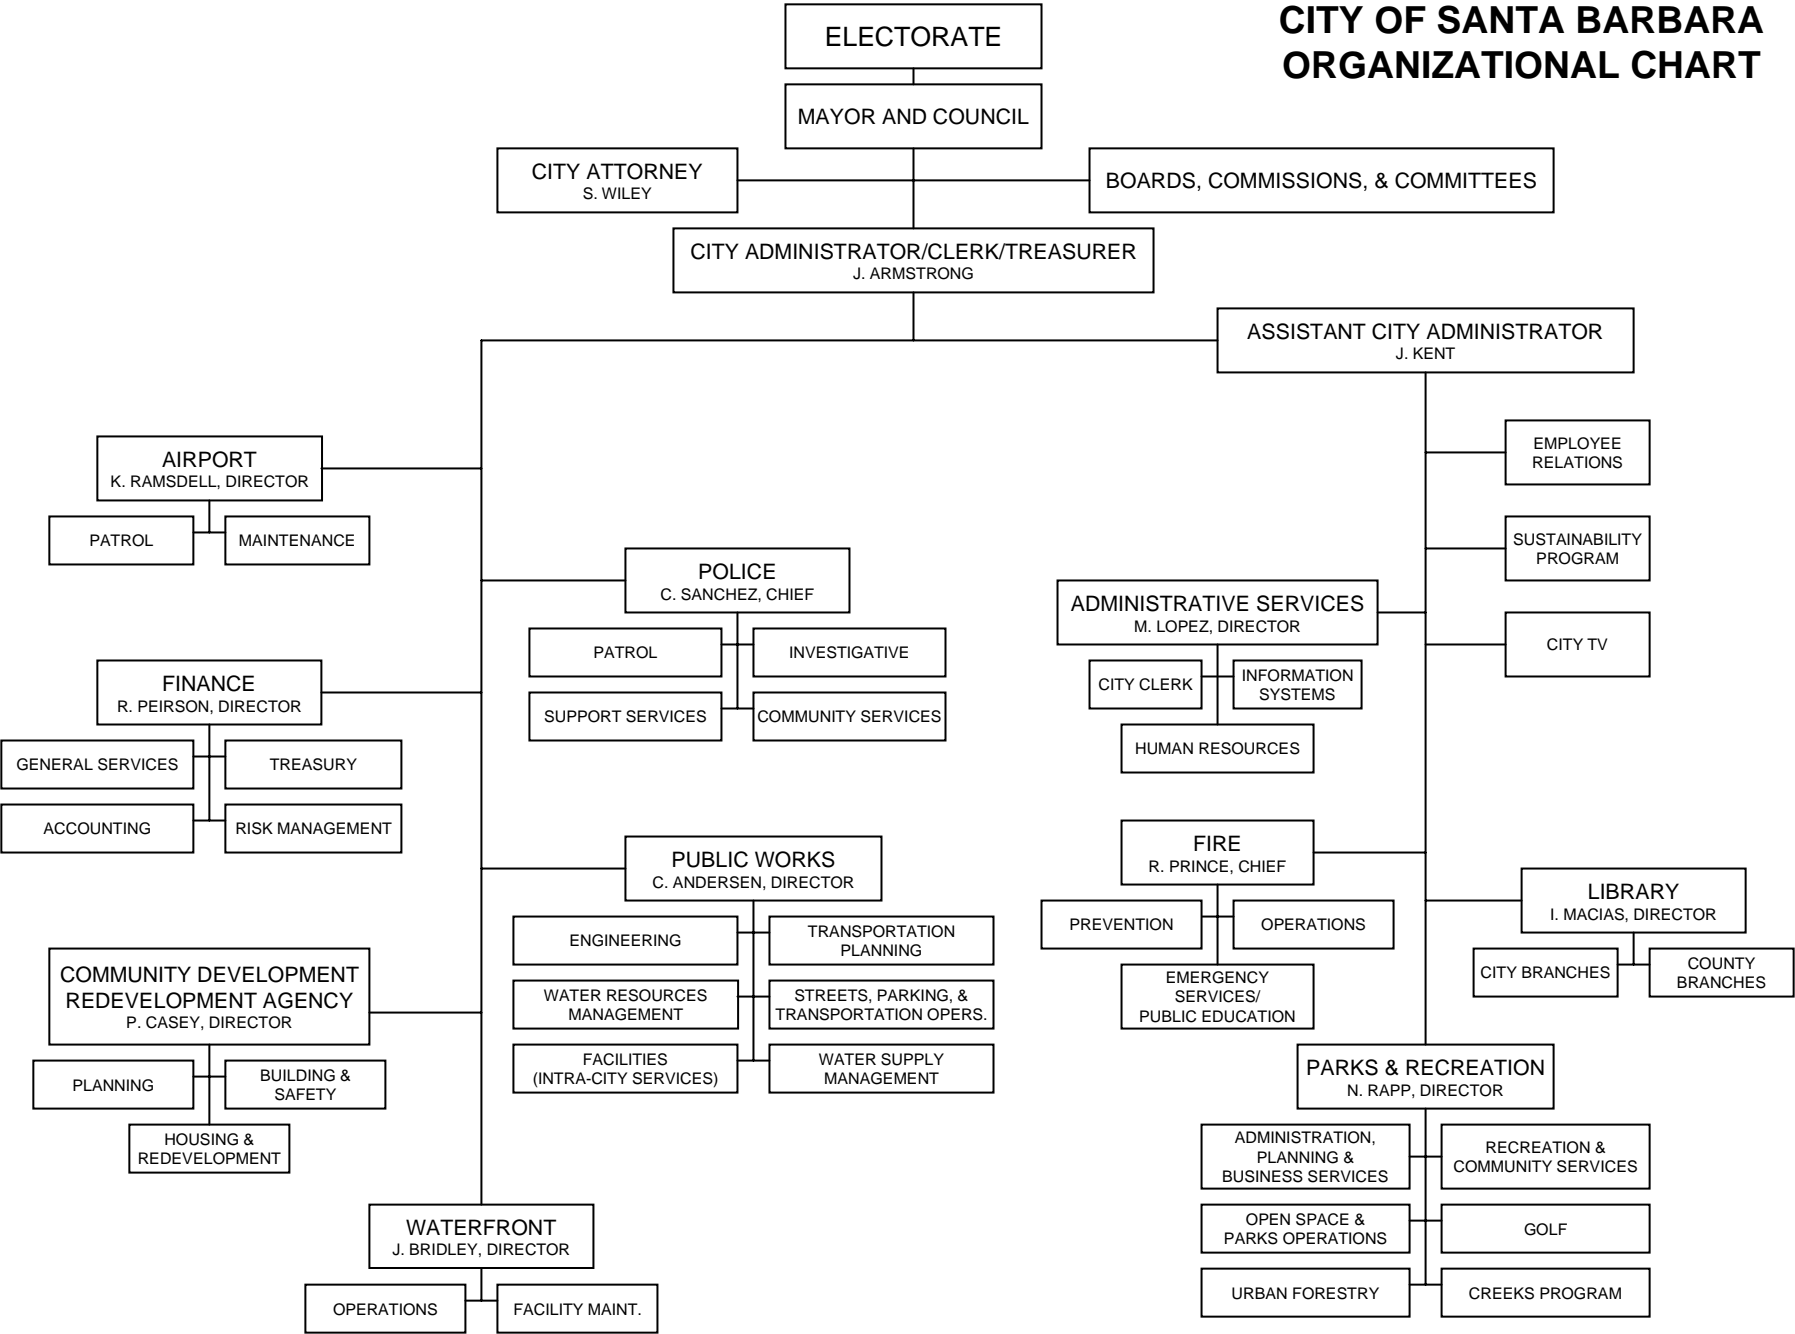 CITY OF SANTA BARBARA
ORGANIZATIONAL CHART
ELECTORATE
MAYOR AND COUNCIL
CITY ATTORNEY
S. WILEY
BOARDS, COMMISSIONS, & COMMITTEES
CITY ADMINISTRATOR/CLERK/TREASURER
J. ARMSTRONG
ASSISTANT CITY ADMINISTRATOR
J. KENT
AIRPORT
K. RAMSDELL, DIRECTOR
PATROL
MAINTENANCE
POLICE
C. SANCHEZ, CHIEF
PATROL
INVESTIGATIVE
SUPPORT SERVICES
COMMUNITY SERVICES
FINANCE
R. PEIRSON, DIRECTOR
GENERAL SERVICES
TREASURY
ACCOUNTING
RISK MANAGEMENT
PUBLIC WORKS
C. ANDERSEN, DIRECTOR
ENGINEERING
TRANSPORTATION
PLANNING
WATER RESOURCES
MANAGEMENT
STREETS, PARKING, &
TRANSPORTATION OPERS.
FACILITIES
(INTRA-CITY SERVICES)
WATER SUPPLY
MANAGEMENT
COMMUNITY DEVELOPMENT
REDEVELOPMENT AGENCY
P. CASEY, DIRECTOR
PLANNING
BUILDING &
SAFETY
HOUSING &
REDEVELOPMENT
WATERFRONT
J. BRIDLEY, DIRECTOR
OPERATIONS
FACILITY MAINT.
EMPLOYEE
RELATIONS
SUSTAINABILITY
PROGRAM
CITY TV
ADMINISTRATIVE SERVICES
M. LOPEZ, DIRECTOR
CITY CLERK
INFORMATION
SYSTEMS
HUMAN RESOURCES
FIRE
R. PRINCE, CHIEF
PREVENTION
OPERATIONS
EMERGENCY
SERVICES/
PUBLIC EDUCATION
LIBRARY
I. MACIAS, DIRECTOR
CITY BRANCHES
COUNTY
BRANCHES
PARKS & RECREATION
N. RAPP, DIRECTOR
ADMINISTRATION,
PLANNING &
BUSINESS SERVICES
RECREATION &
COMMUNITY SERVICES
OPEN SPACE &
PARKS OPERATIONS
GOLF
URBAN FORESTRY
CREEKS PROGRAM